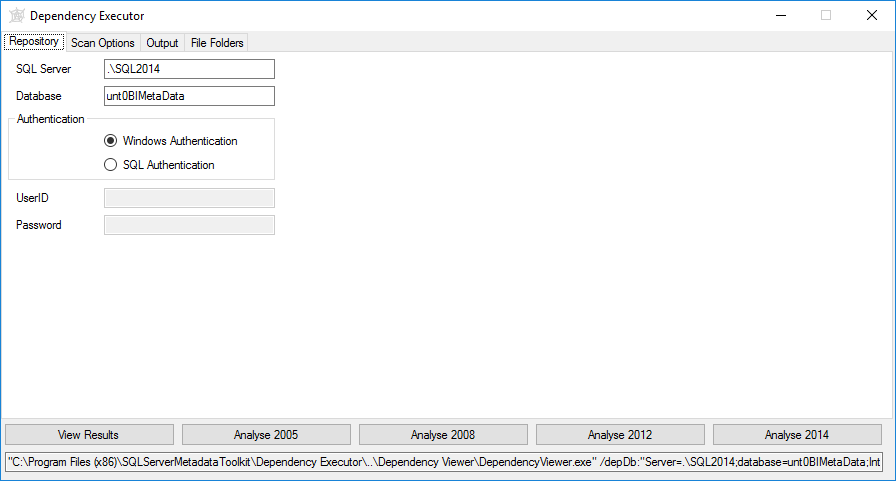 Dependency Executor
Repository Scan Options Output File Folders
SQL Server .\SQL2014
Database unt0BIMetaData
Authentication
Windows Authentication
SQL Authentication
UserID
Password
View Results Analyse 2005 Analyse 2008 Analyse 2012 Analyse 2014
"C:\Program Files (x86)\SQLServerMetadataToolkit\Dependency Executor\..\Dependency Viewer\DependencyViewer.exe" /depDb:"Server=.\SQL2014;database=unt0BIMetaData;Int